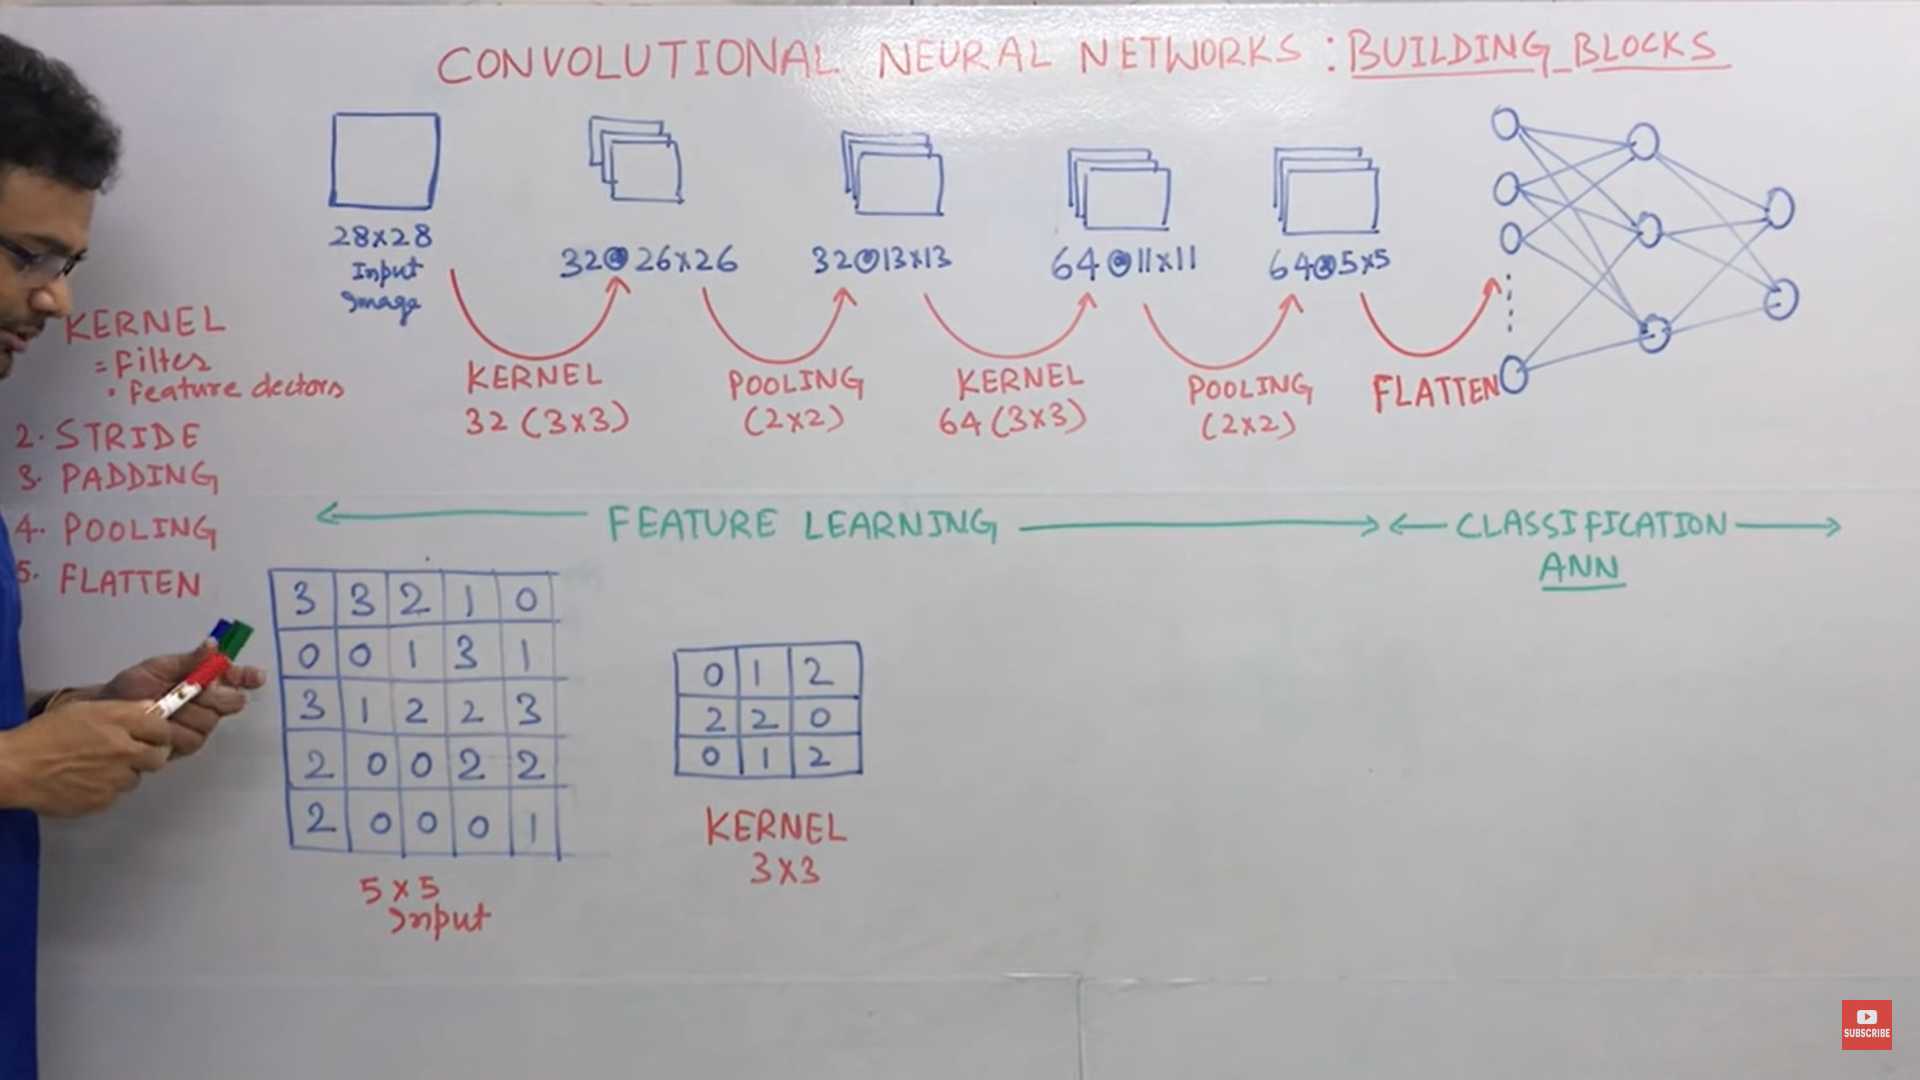 CONVOLUTIONAL NEURAL NETWORKS : BUILDING BLOCKS
28x28
Input
Image
32@26x26
32@13x13
64@11x11
64@5x5
KERNEL
32 (3x3)
POOLING
(2x2)
KERNEL
64 (3x3)
POOLING
(2x2)
FLATTEN
KERNEL
= Filter
· Feature dectors
2. STRIDE
3. PADDING
4. POOLING
5. FLATTEN
FEATURE LEARNING
CLASSIFICATION
ANN
3 3 2 1 0
0 0 1 3 1
3 1 2 2 3
2 0 0 2 2
2 0 0 0 1
5 x 5
Input
0 1 2
2 2 0
0 1 2
KERNEL
3x3
SUBSCRIBE